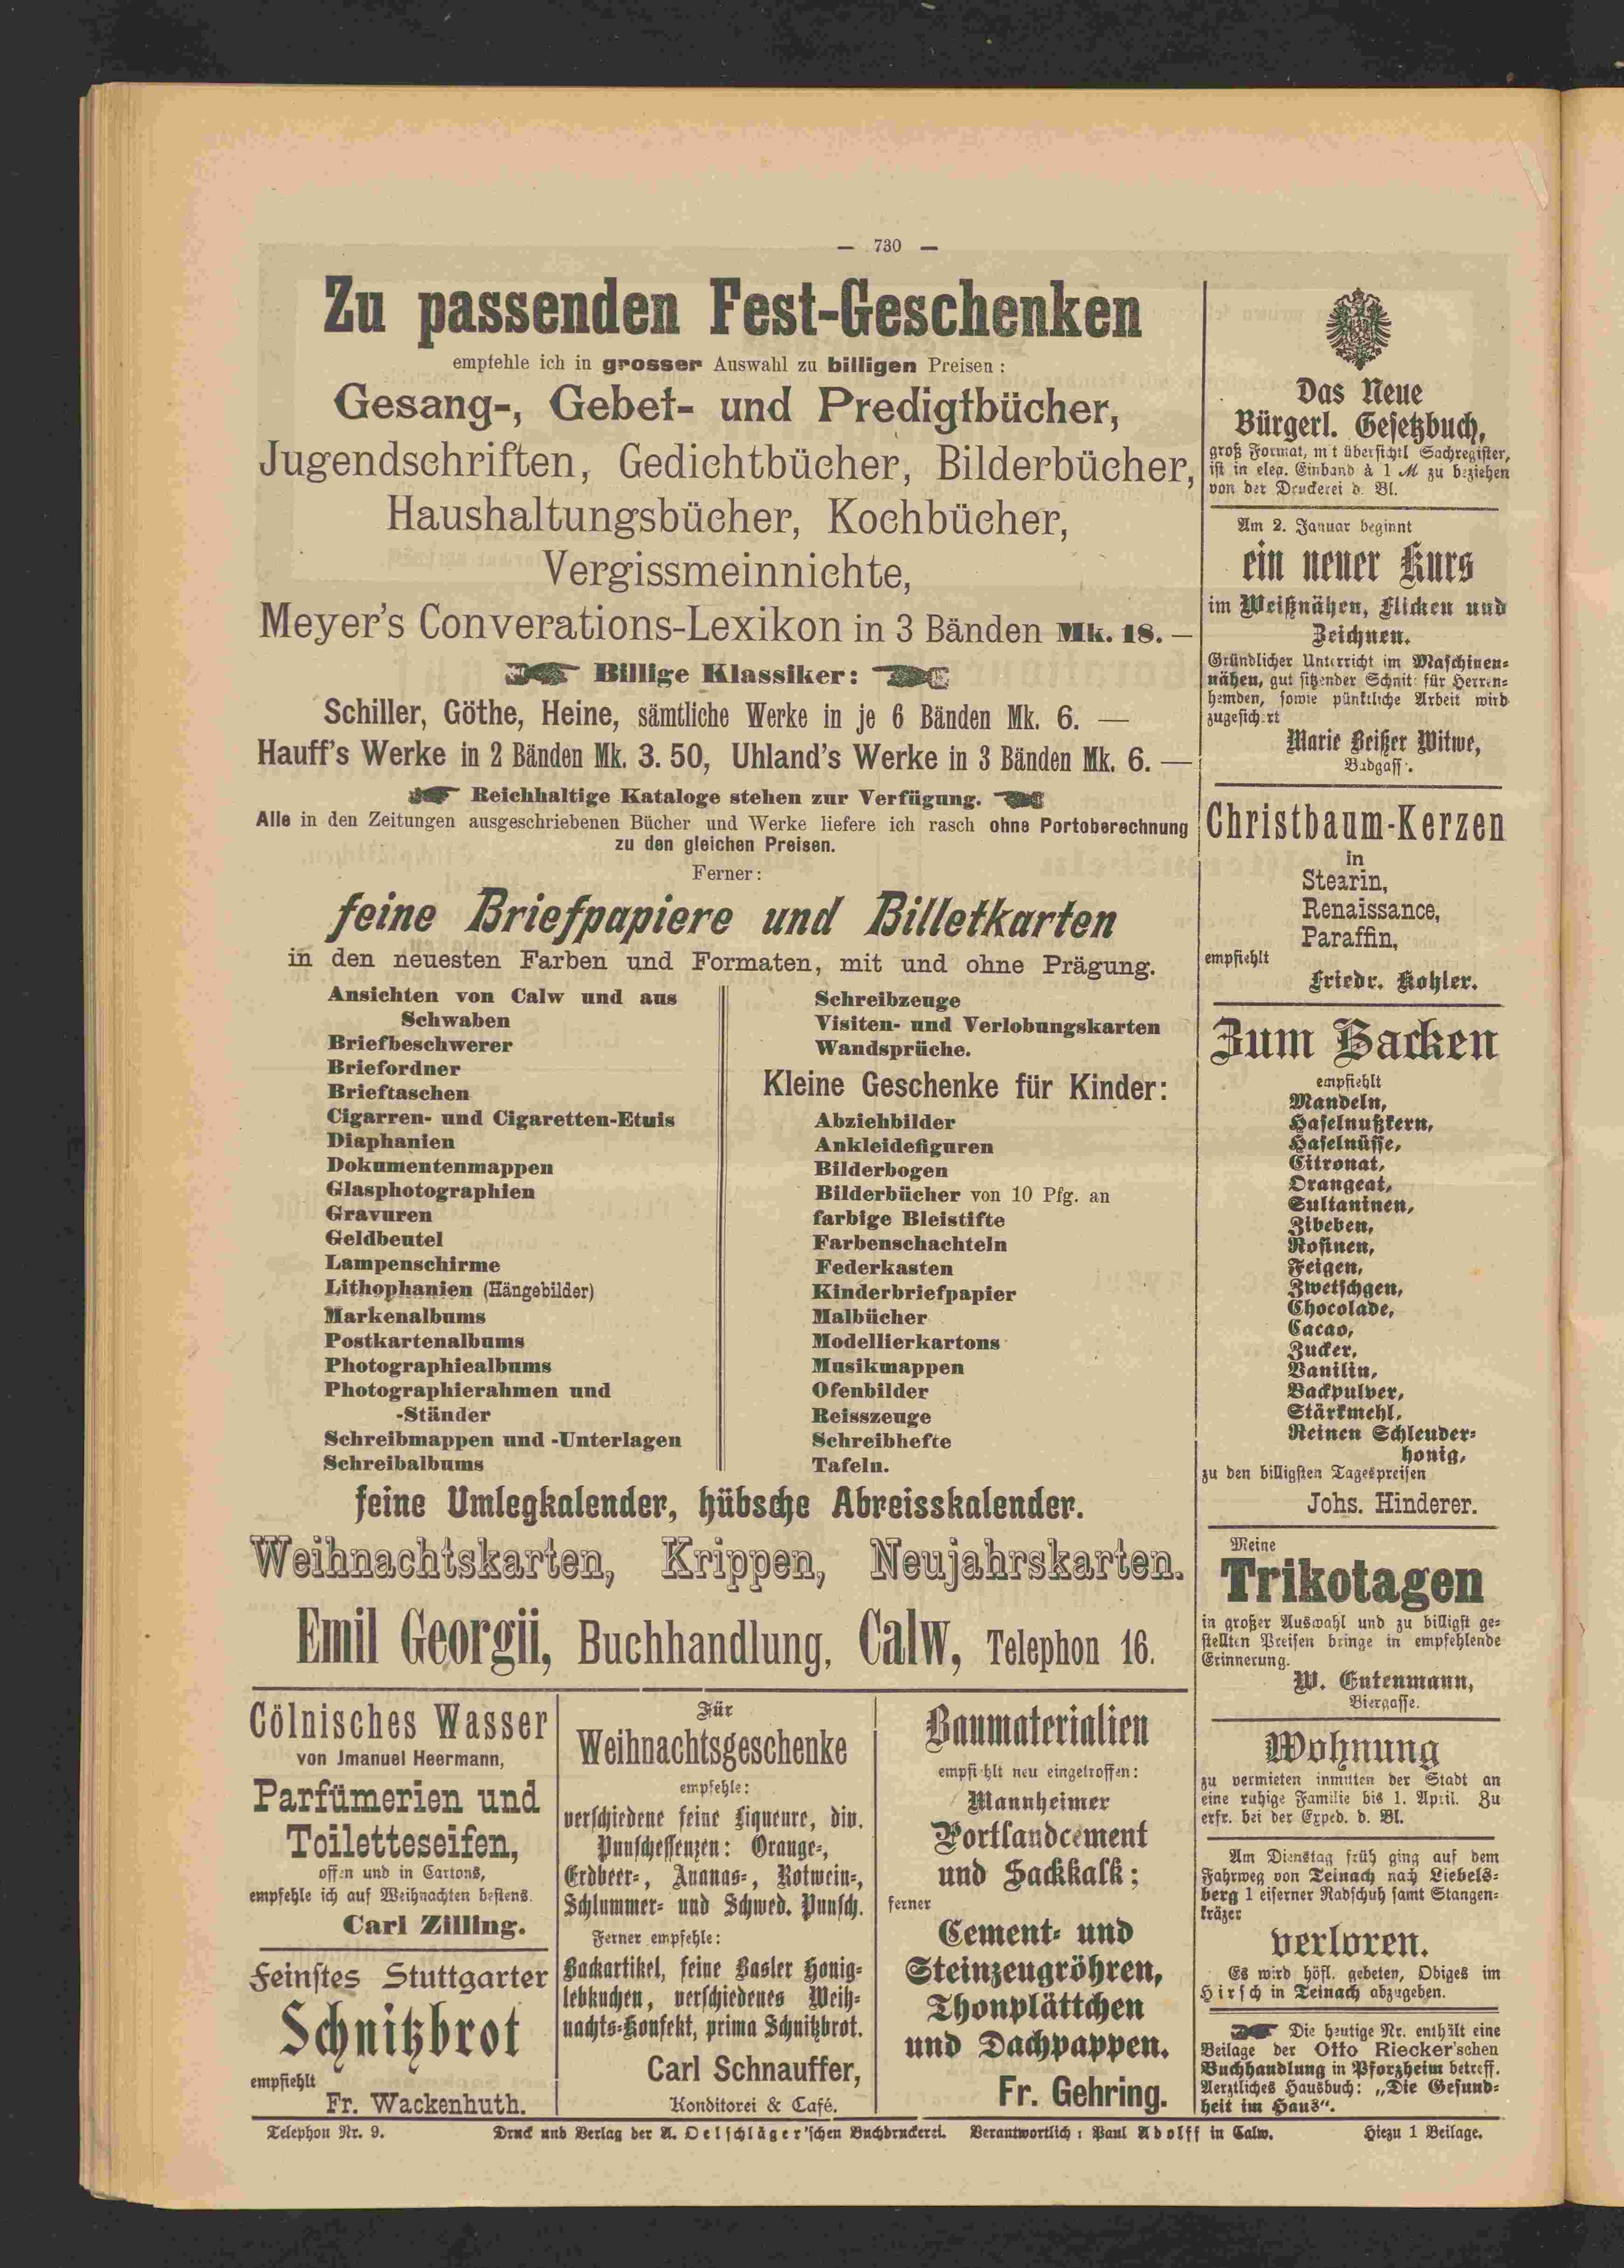 — 730 —
Zu passenden Fest-Geschenken
empfehle ich in grosser Auswahl zu billigen Preisen:
Gesang-, Gebet- und Predigtbücher,
Jugendschriften, Gedichtbücher, Bilderbücher,
Haushaltungsbücher, Kochbücher,
Vergissmeinnichte,
Meyer's Converations-Lexikon in 3 Bänden Mk. 18. —
Billige Klassiker:
Schiller, Göthe, Heine, sämtliche Werke in je 6 Bänden Mk. 6. —
Hauff's Werke in 2 Bänden Mk. 3. 50, Uhland's Werke in 3 Bänden Mk. 6. —
Reichhaltige Kataloge stehen zur Verfügung.
Alle in den Zeitungen ausgeschriebenen Bücher und Werke liefere ich rasch ohne Portoberechnung
zu den gleichen Preisen.
Ferner:
feine Briefpapiere und Billetkarten
in den neuesten Farben und Formaten, mit und ohne Prägung.
Ansichten von Calw und aus
Schwaben
Briefbeschwerer
Briefordner
Brieftaschen
Cigarren- und Cigaretten-Etuis
Diaphanien
Dokumentenmappen
Glasphotographien
Gravuren
Geldbeutel
Lampenschirme
Lithophanien (Hängebilder)
Markenalbums
Postkartenalbums
Photographiealbums
Photographierahmen und
-Ständer
Schreibmappen und -Unterlagen
Schreibalbums
Schreibzeuge
Visiten- und Verlobungskarten
Wandsprüche.
Kleine Geschenke für Kinder:
Abziehbilder
Ankleidefiguren
Bilderbogen
Bilderbücher von 10 Pfg. an
farbige Bleistifte
Farbenschachteln
Federkasten
Kinderbriefpapier
Malbücher
Modellierkartons
Musikmappen
Ofenbilder
Reisszeuge
Schreibhefte
Tafeln.
feine Umlegkalender, hübsche Abreisskalender.
Weihnachtskarten, Krippen, Neujahrskarten.
Emil Georgii, Buchhandlung, Calw, Telephon 16.
Cölnisches Wasser
von Jmanuel Heermann,
Parfümerien und
Toiletteseifen,
offen und in Cartons,
empfehle ich auf Weihnachten bestens.
Carl Zilling.
Feinstes Stuttgarter
Schnitzbrot
empfiehlt
Fr. Wackenhuth.
Für
Weihnachtsgeschenke
empfehle:
verschiedene feine Liqueure, div.
Punschessenzen: Orange-,
Erdbeer-, Ananas-, Rotwein-,
Schlummer- und Schwed. Punsch.
Ferner empfehle:
Backartikel, feine Basler Honig-
lebkuchen, verschiedenes Weih-
nachts-Konfekt, prima Schnitzbrot.
Carl Schnauffer,
Konditorei & Café.
Baumaterialien
empfiehlt neu eingetroffen:
Mannheimer
Portlandcement
und Sackkalk;
ferner
Cement- und
Steinzeugröhren,
Thonplättchen
und Dachpappen.
Fr. Gehring.
Das Neue
Bürgerl. Gesetzbuch,
groß Format, mit übersichtl Sachregister,
ist in eleg. Einband à 1 M zu beziehen
von der Druckerei d. Bl.
Am 2. Januar beginnt
ein neuer Kurs
im Weißnähen, Flicken und
Zeichnen.
Gründlicher Unterricht im Maschinen-
nähen, gut sitzender Schnitt für Herren-
hemden, sowie pünktliche Arbeit wird
zugesichert
Marie Beißer Witwe,
Badgasse.
Christbaum-Kerzen
in
Stearin,
Renaissance,
Paraffin,
empfiehlt
Friedr. Kohler.
Zum Backen
empfiehlt
Mandeln,
Haselnußkern,
Haselnüsse,
Citronat,
Orangeat,
Sultaninen,
Zibeben,
Rosinen,
Feigen,
Zwetschgen,
Chocolade,
Cacao,
Zucker,
Vanilin,
Backpulver,
Stärkmehl,
Reinen Schleuder-
honig,
zu den billigsten Tagespreisen
Johs. Hinderer.
Meine
Trikotagen
in großer Auswahl und zu billigst ge-
stellten Preisen bringe in empfehlende
Erinnerung.
W. Entenmann,
Biergasse.
Wohnung
zu vermieten inmitten der Stadt an
eine ruhige Familie bis 1. April. Zu
erfr. bei der Exped. d. Bl.
Am Dienstag früh ging auf dem
Fahrweg von Teinach nach Liebels-
berg 1 eiserner Radschuh samt Stangen-
kräzer
verloren.
Es wird höfl. gebeten, Obiges im
Hirsch in Teinach abzugeben.
Die heutige Nr. enthält eine
Beilage der Otto Riecker'schen
Buchhandlung in Pforzheim betreff.
Aerztliches Hausbuch: „Die Gesund-
heit im Haus“.
Telephon Nr. 9. Druck und Verlag der A. Oelschläger'schen Buchdruckerei. Verantwortlich: Paul Adolff in Calw. Hiezu 1 Beilage.